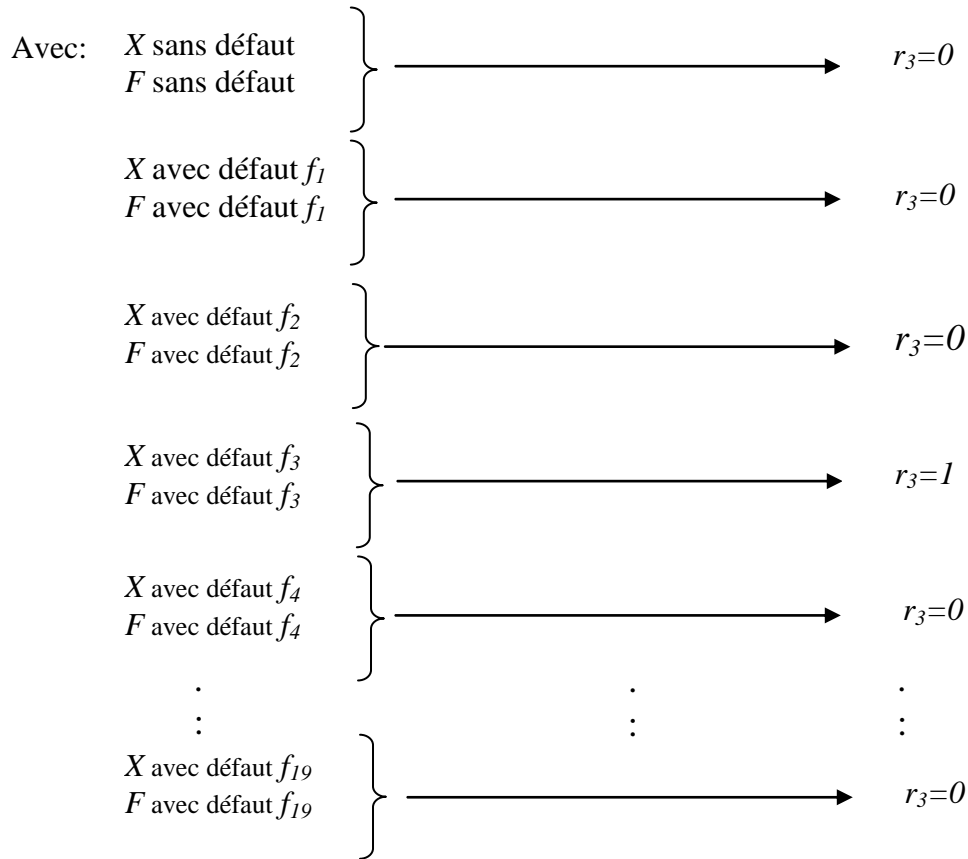 Avec: X sans défaut
F sans défaut
r3=0
X avec défaut f1
F avec défaut f1
r3=0
X avec défaut f2
F avec défaut f2
r3=0
X avec défaut f3
F avec défaut f3
r3=1
X avec défaut f4
F avec défaut f4
r3=0
. . .
: : :
X avec défaut f19
F avec défaut f19
r3=0